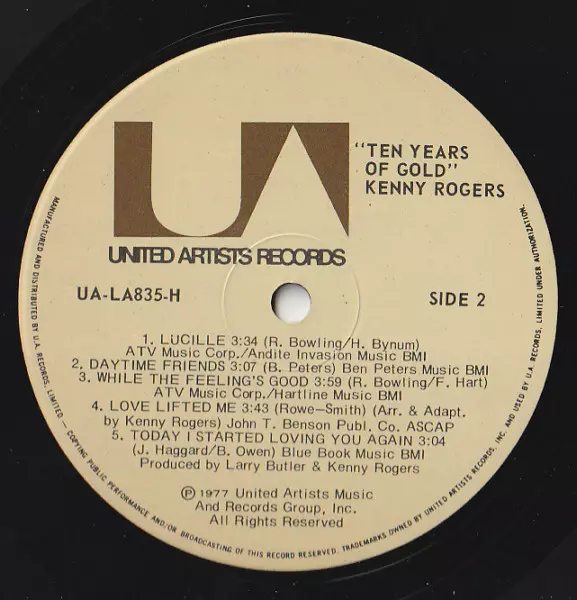 UA
"TEN YEARS
OF GOLD"
KENNY ROGERS
UNITED ARTISTS RECORDS
UA-LA835-H
SIDE 2
1. LUCILLE 3:34 (R. Bowling/H. Bynum)
ATV Music Corp./Andite Invasion Music BMI
2. DAYTIME FRIENDS 3:07 (B. Peters) Ben Peters Music BMI
3. WHILE THE FEELING'S GOOD 3:59 (R. Bowling/F. Hart)
ATV Music Corp./Hartline Music BMI
4. LOVE LIFTED ME 3:43 (Rowe—Smith) (Arr. & Adapt.
by Kenny Rogers) John T. Benson Publ. Co. ASCAP
5. TODAY I STARTED LOVING YOU AGAIN 3:04
(J. Haggard/B. Owen) Blue Book Music BMI
Produced by Larry Butler & Kenny Rogers
Ⓟ 1977 United Artists Music
And Records Group, Inc.
All Rights Reserved
MANUFACTURED AND DISTRIBUTED BY U.A. RECORDS, LIMITED — COPYING PUBLIC PERFORMANCE AND/OR BROADCASTING OF THIS RECORD RESERVED. TRADEMARKS OWNED BY UNITED ARTISTS RECORDS, INC. AND USED BY U.A. RECORDS, LIMITED UNDER AUTHORIZATION.